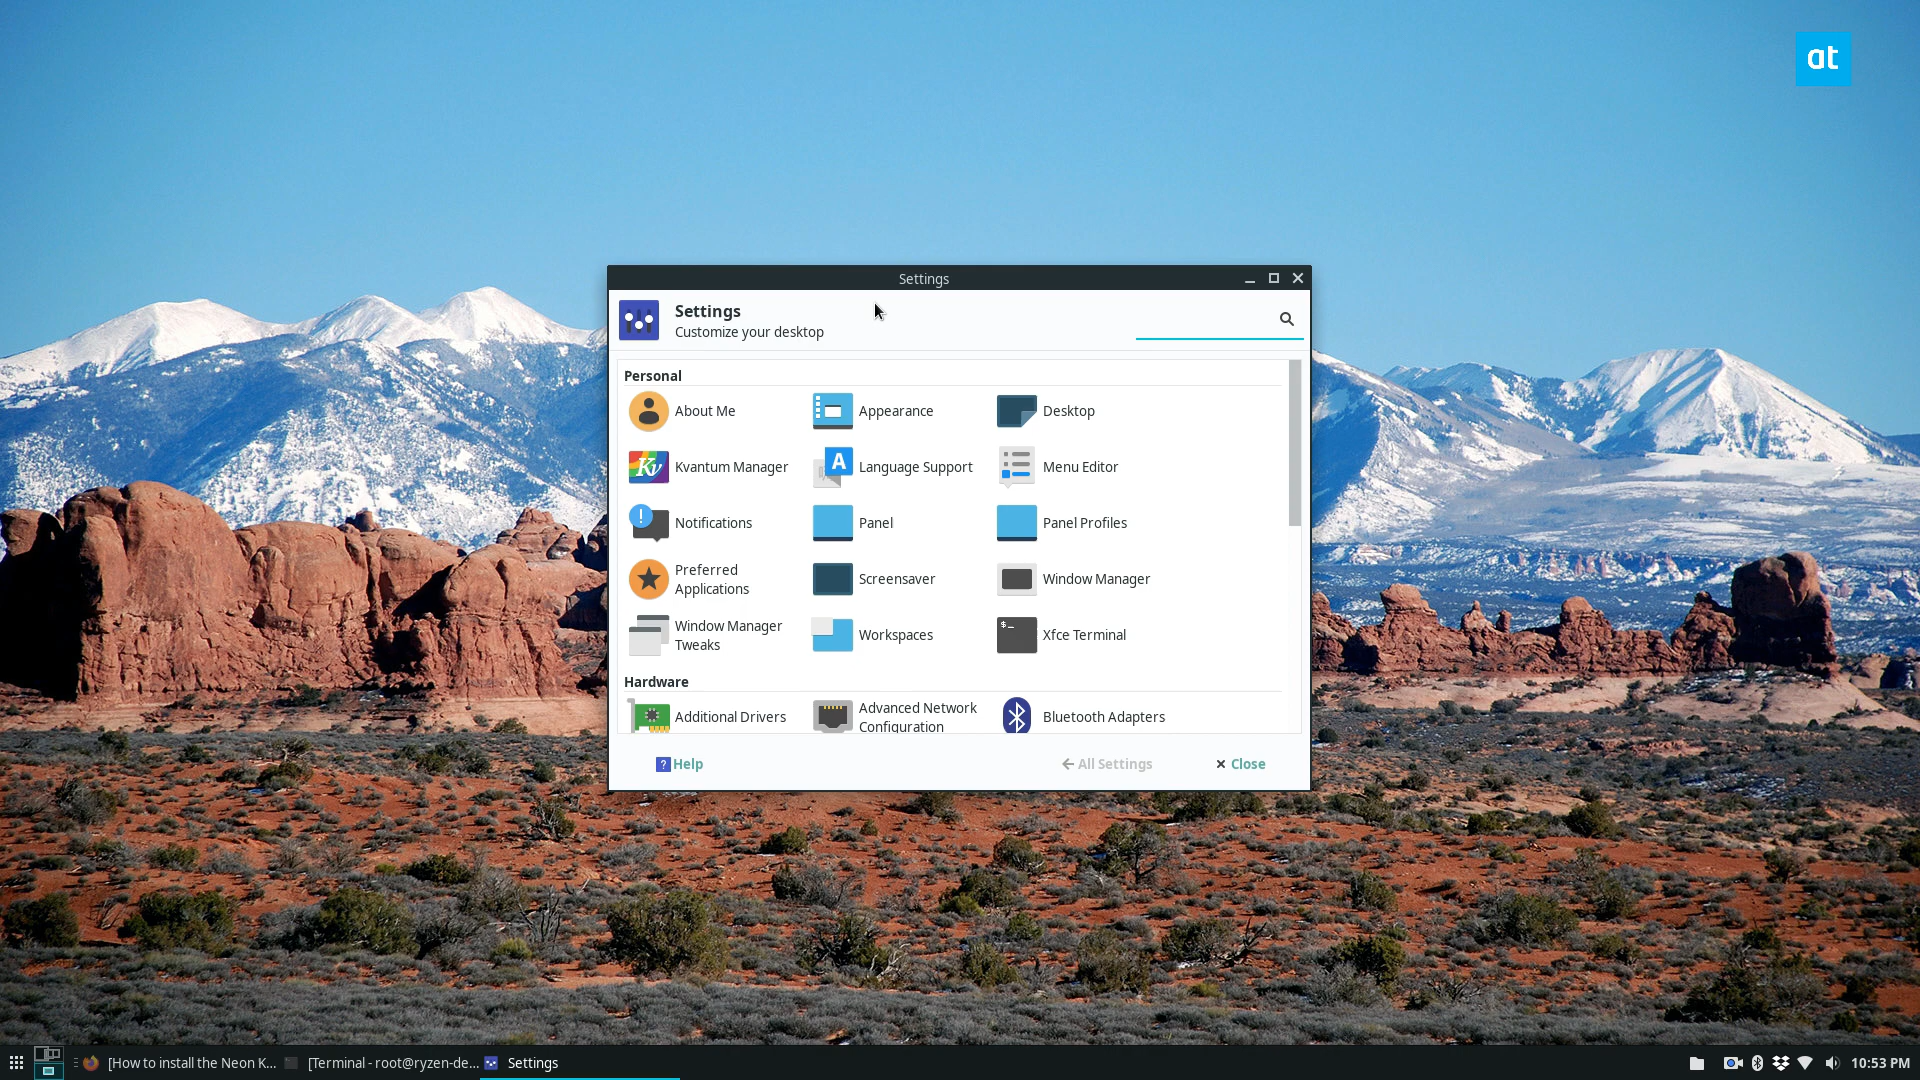 at
Settings
Settings
Customize your desktop
Personal
About Me
Appearance
Desktop
Kv
Kvantum Manager
A
Language Support
Menu Editor
!
Notifications
Panel
Panel Profiles
Preferred
Applications
Screensaver
Window Manager
Window Manager
Tweaks
Workspaces
$_
Xfce Terminal
Hardware
Additional Drivers
Advanced Network
Configuration
Bluetooth Adapters
? Help
All Settings
Close
[How to install the Neon K...
[Terminal - root@ryzen-de...
Settings
10:53 PM